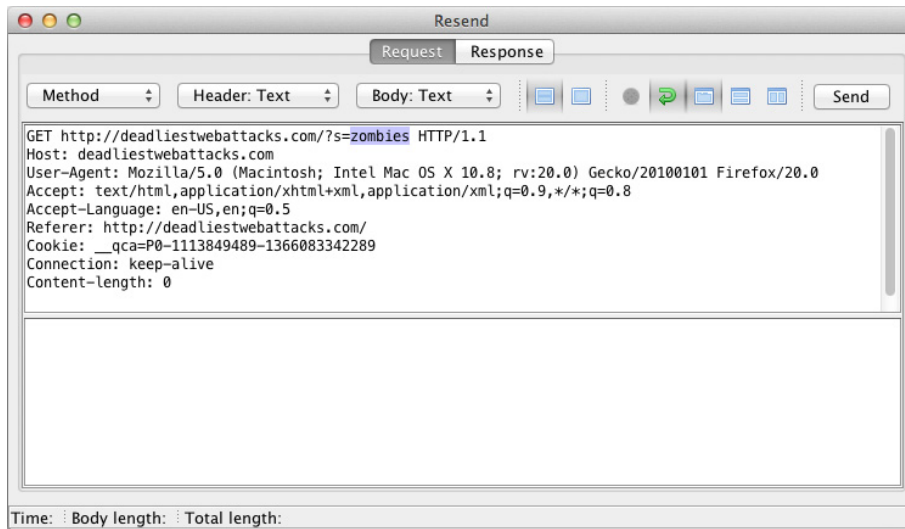 Resend
Request Response
Method Header: Text Body: Text Send
GET http://deadliestwebattacks.com/?s=zombies HTTP/1.1
Host: deadliestwebattacks.com
User-Agent: Mozilla/5.0 (Macintosh; Intel Mac OS X 10.8; rv:20.0) Gecko/20100101 Firefox/20.0
Accept: text/html,application/xhtml+xml,application/xml;q=0.9,*/*;q=0.8
Accept-Language: en-US,en;q=0.5
Referer: http://deadliestwebattacks.com/
Cookie: __qca=P0-1113849489-1366083342289
Connection: keep-alive
Content-length: 0
Time: Body length: Total length: